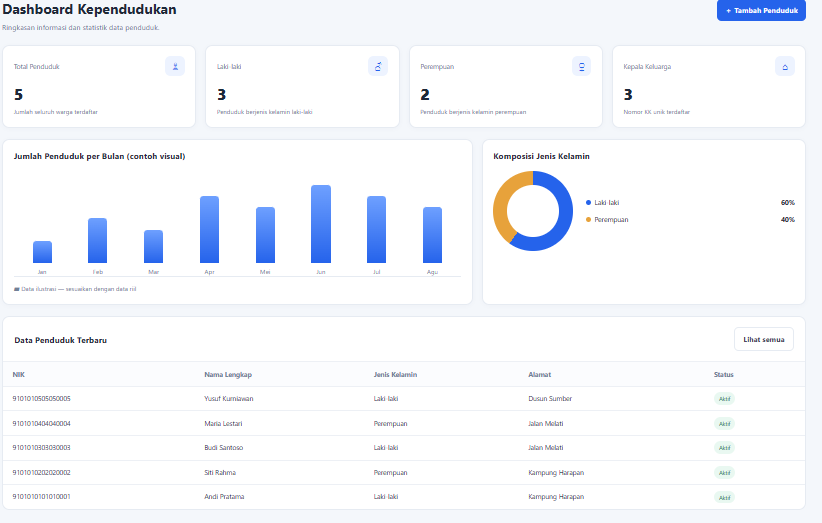 Dashboard Kependudukan
Ringkasan informasi dan statistik data penduduk.
+ Tambah Penduduk
Total Penduduk
5
Jumlah seluruh warga terdaftar
Laki-laki
3
Penduduk berjenis kelamin laki-laki
Perempuan
2
Penduduk berjenis kelamin perempuan
Kepala Keluarga
3
Nomor KK unik terdaftar
Jumlah Penduduk per Bulan (contoh visual)
Jan Feb Mar Apr Mei Jun Jul Agu
Data ilustrasi — sesuaikan dengan data riil
Komposisi Jenis Kelamin
Laki-laki 60%
Perempuan 40%
Data Penduduk Terbaru
Lihat semua
NIK Nama Lengkap Jenis Kelamin Alamat Status
9101010505050005 Yusuf Kurniawan Laki-laki Dusun Sumber Aktif
9101010404040004 Maria Lestari Perempuan Jalan Melati Aktif
9101010303030003 Budi Santoso Laki-laki Jalan Melati Aktif
9101010202020002 Siti Rahma Perempuan Kampung Harapan Aktif
9101010101010001 Andi Pratama Laki-laki Kampung Harapan Aktif